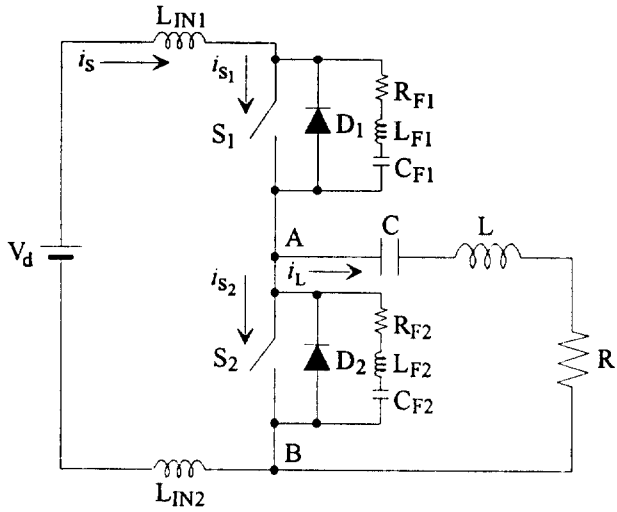 L_IN1
i_S
i_S1
R_F1
S_1
D_1
L_F1
C_F1
A
C
L
V_d
i_L
i_S2
R_F2
S_2
D_2
L_F2
R
C_F2
B
L_IN2